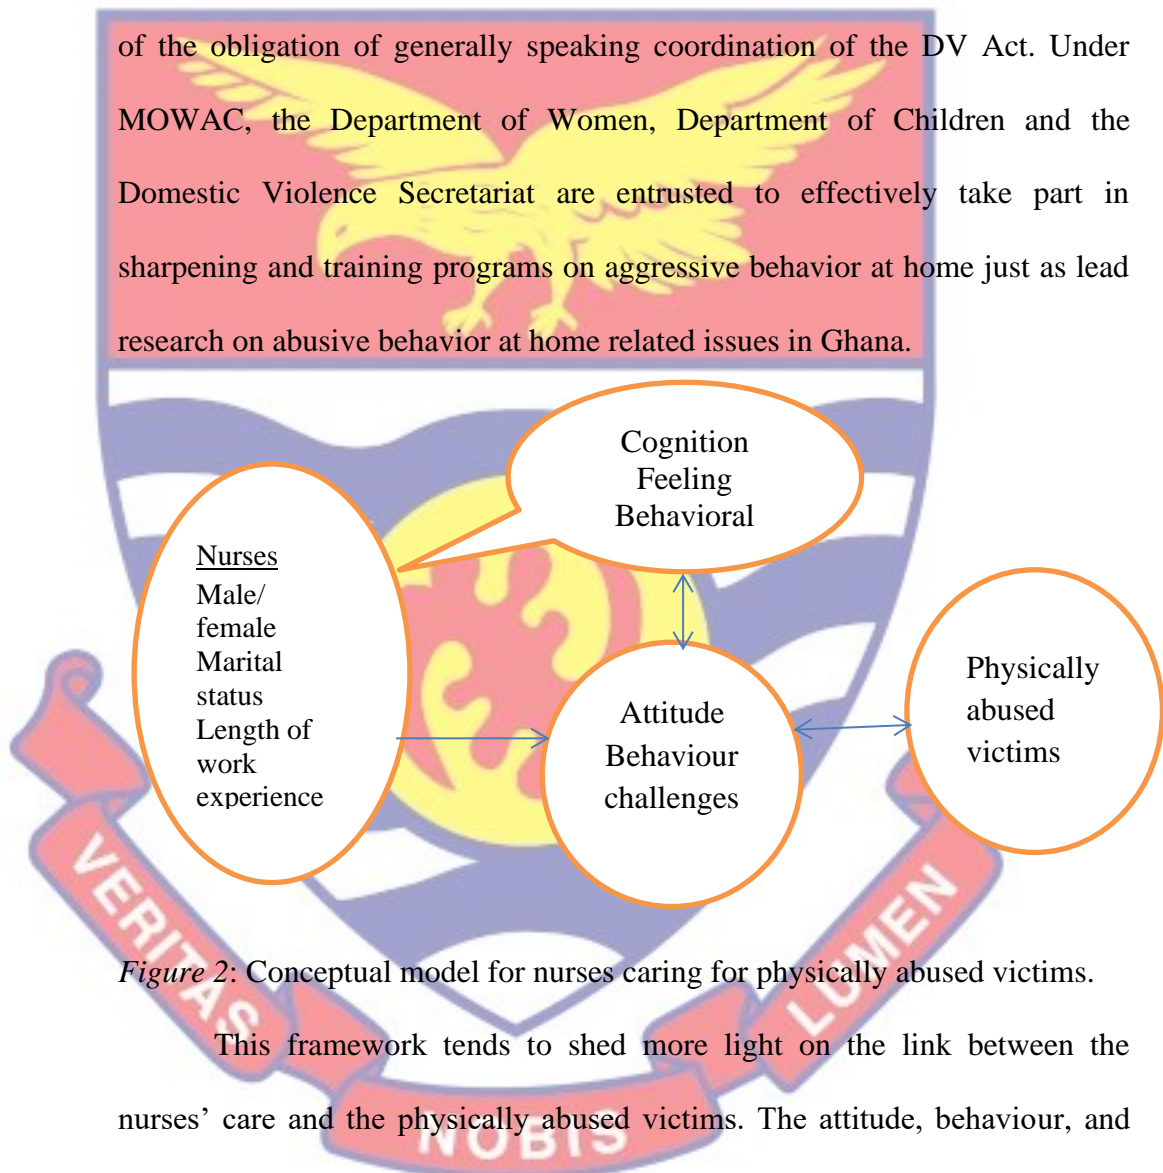 of the obligation of generally speaking coordination of the DV Act. Under
MOWAC, the Department of Women, Department of Children and the
Domestic Violence Secretariat are entrusted to effectively take part in
sharpening and training programs on aggressive behavior at home just as lead
research on abusive behavior at home related issues in Ghana.
Cognition
Feeling
Behavioral
Nurses
Male/
female
Marital
status
Length of
work
experience
Attitude
Behaviour
challenges
Physically
abused
victims
VERITAS
NOBIS
LUMEN
Figure 2: Conceptual model for nurses caring for physically abused victims.
This framework tends to shed more light on the link between the
nurses’ care and the physically abused victims. The attitude, behaviour, and